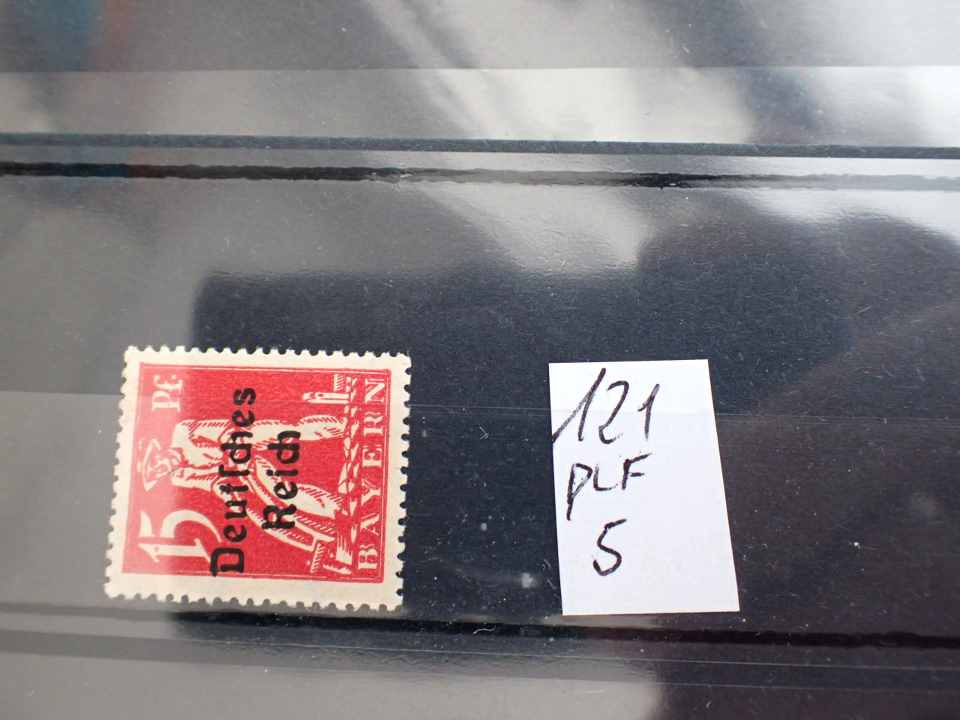 15 Pf
BAYERN
Deutſches
Reich
121
PLF
5